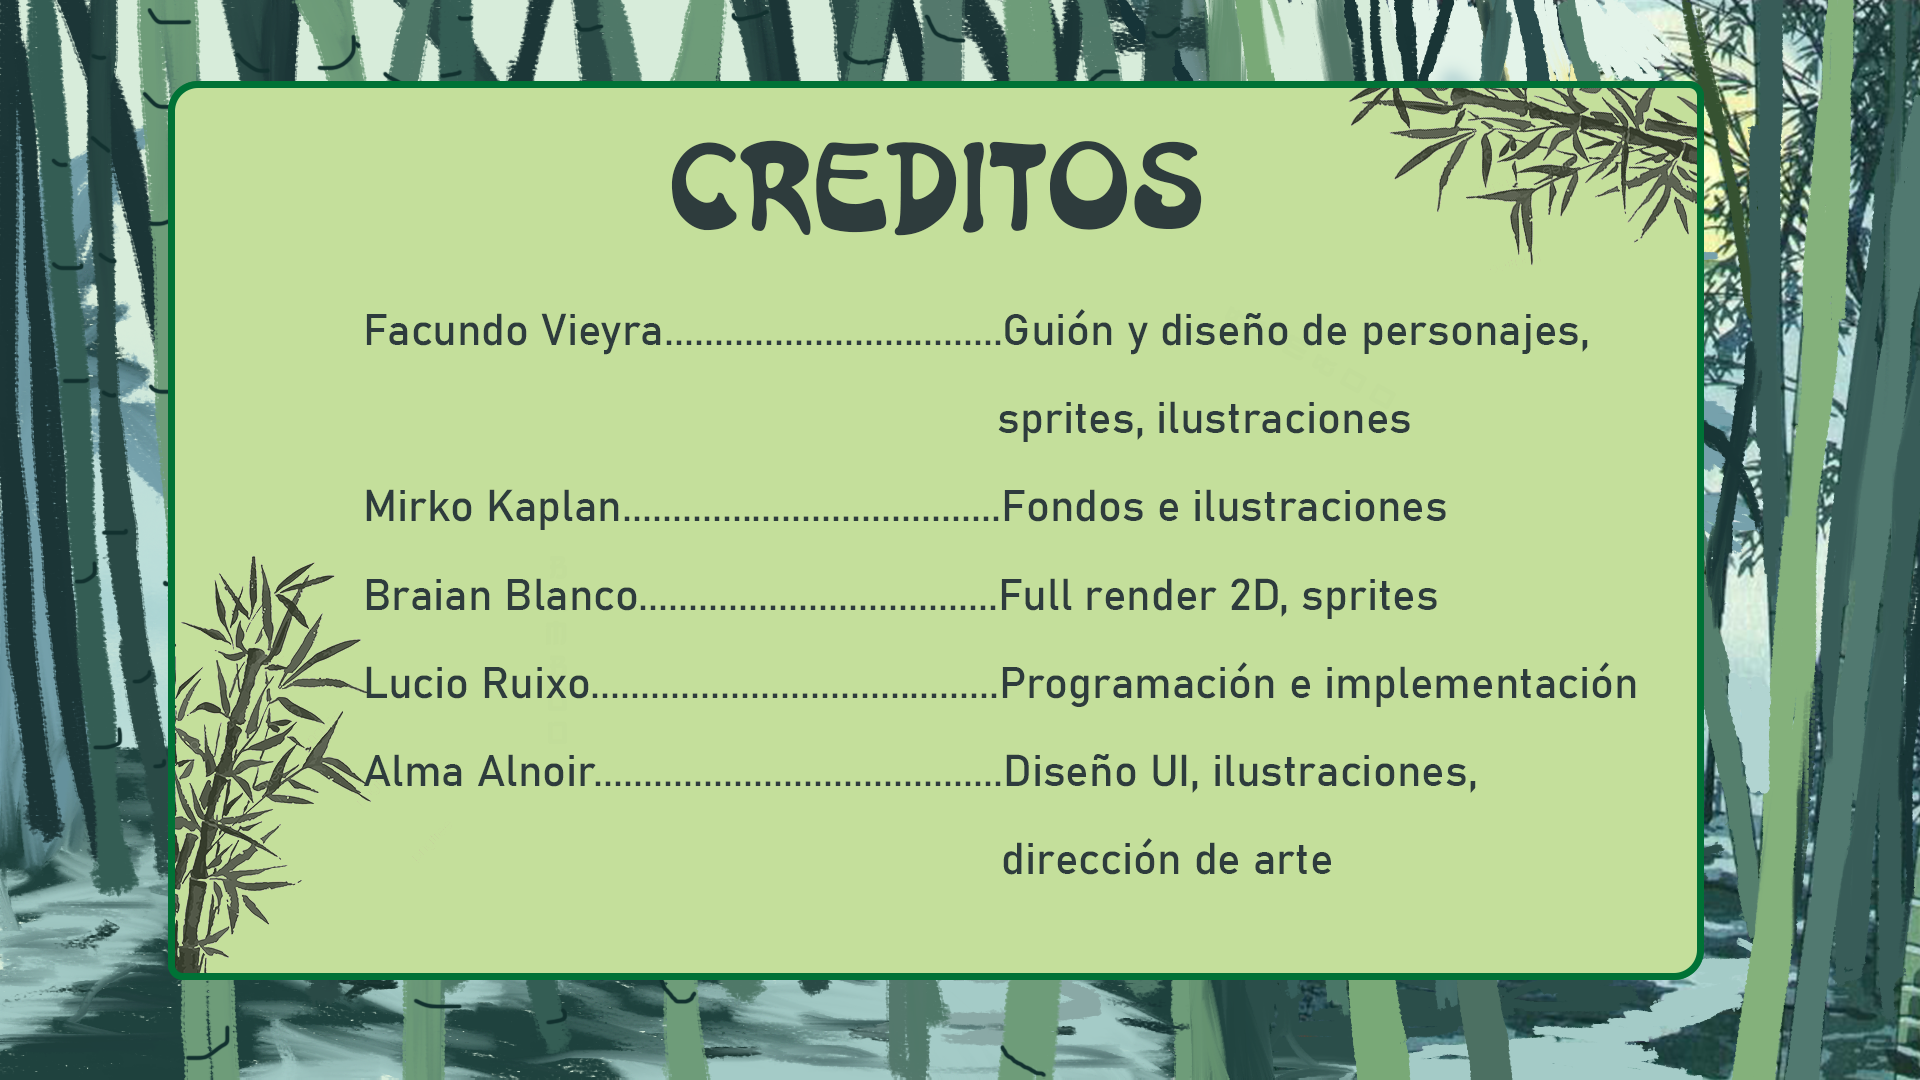 CREDITOS
Facundo Vieyra..................................Guión y diseño de personajes,
sprites, ilustraciones
Mirko Kaplan......................................Fondos e ilustraciones
Braian Blanco....................................Full render 2D, sprites
Lucio Ruixo.........................................Programación e implementación
Alma Alnoir.........................................Diseño UI, ilustraciones,
dirección de arte